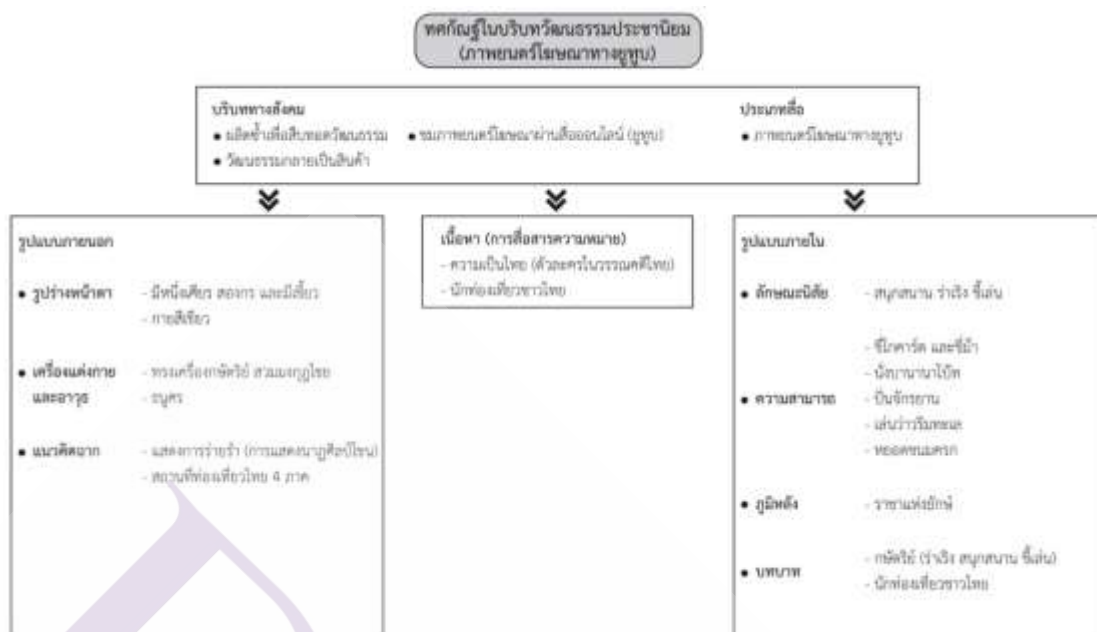 ทศกัณฐ์ในบริบทวัฒนธรรมประชานิยม
(ภาพยนตร์โฆษณาทางยูทูบ)
บริบททางสังคม
● ผลิตซ้ำเพื่อสืบทอดวัฒนธรรม
● ชมภาพยนตร์โฆษณาผ่านสื่อออนไลน์ (ยูทูบ)
● วัฒนธรรมกลายเป็นสินค้า
ประเภทสื่อ
● ภาพยนตร์โฆษณาทางยูทูบ
รูปแบบภายนอก
● รูปร่างหน้าตา
- มีหนึ่งเศียร สองกร และมีเขี้ยว
- กายสีเขียว
● เครื่องแต่งกาย
และอาวุธ
- ทรงเครื่องกษัตริย์ สวมมงกุฎไชย
- ธนูศร
● แนวคิดฉาก
- แสดงการร่ายรำ (การแสดงนาฏศิลป์โขน)
- สถานที่ท่องเที่ยวไทย 4 ภาค
เนื้อหา (การสื่อสารความหมาย)
- ความเป็นไทย (ตัวละครในวรรณคดีไทย)
- นักท่องเที่ยวชาวไทย
รูปแบบภายใน
● ลักษณะนิสัย
- สนุกสนาน ร่าเริง ขี้เล่น
● ความสามารถ
- ขี่โกคาร์ต และขี่ม้า
- นั่งบานานาโบ๊ท
- ปั่นจักรยาน
- เล่นว่าวริมทะเล
- หยอดขนมครก
● ภูมิหลัง
- ราชาแห่งยักษ์
● บทบาท
- กษัตริย์ (ร่าเริง สนุกสนาน ขี้เล่น)
- นักท่องเที่ยวชาวไทย